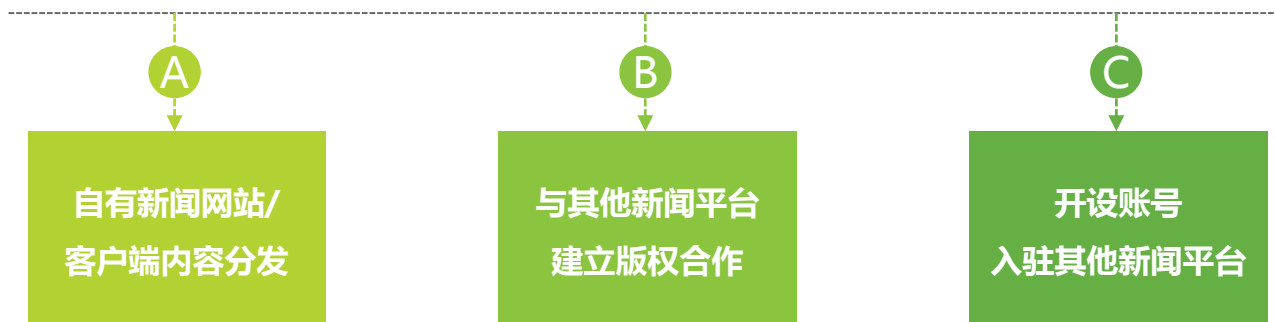 A
自有新闻网站/
客户端内容分发
B
与其他新闻平台
建立版权合作
C
开设账号
入驻其他新闻平台